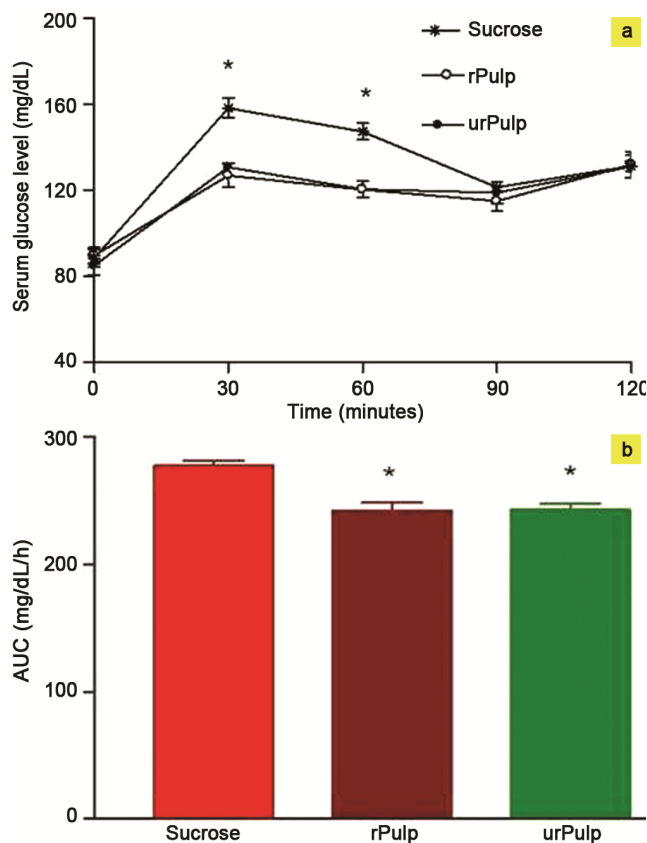 200
160
120
80
40
Serum glucose level (mg/dL)
Sucrose
rPulp
urPulp
a
*
*
0
30
60
90
120
Time (minutes)
300
200
100
0
AUC (mg/dL/h)
b
*
*
Sucrose
rPulp
urPulp